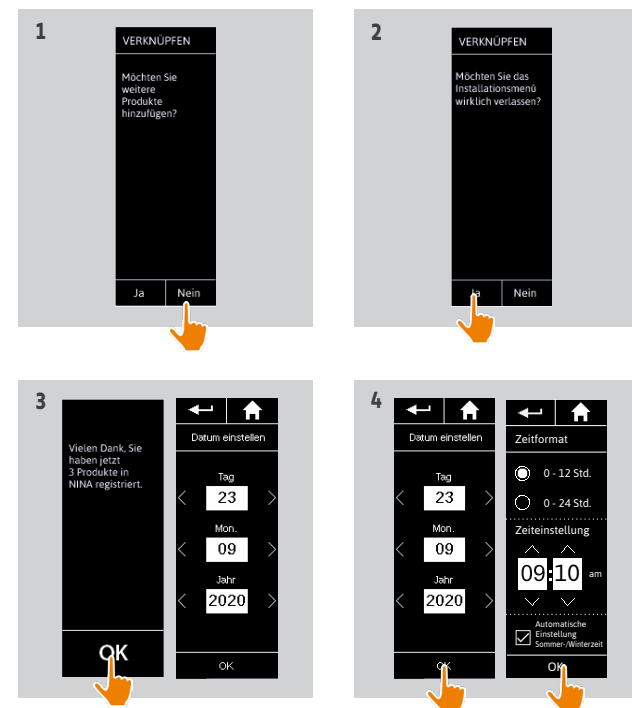 1
VERKNÜPFEN
Möchten Sie
weitere
Produkte
hinzufügen?
Ja Nein
2
VERKNÜPFEN
Möchten Sie das
Installationsmenü
wirklich verlassen?
Ja Nein
3
Vielen Dank, Sie
haben jetzt
3 Produkte in
NINA registriert.
OK
Datum einstellen
Tag
23
Mon.
09
Jahr
2020
OK
4
Datum einstellen
Tag
23
Mon.
09
Jahr
2020
OK
Zeitformat
0 - 12 Std.
0 - 24 Std.
Zeiteinstellung
09:10 am
Automatische
Einstellung
Sommer-/Winterzeit
OK